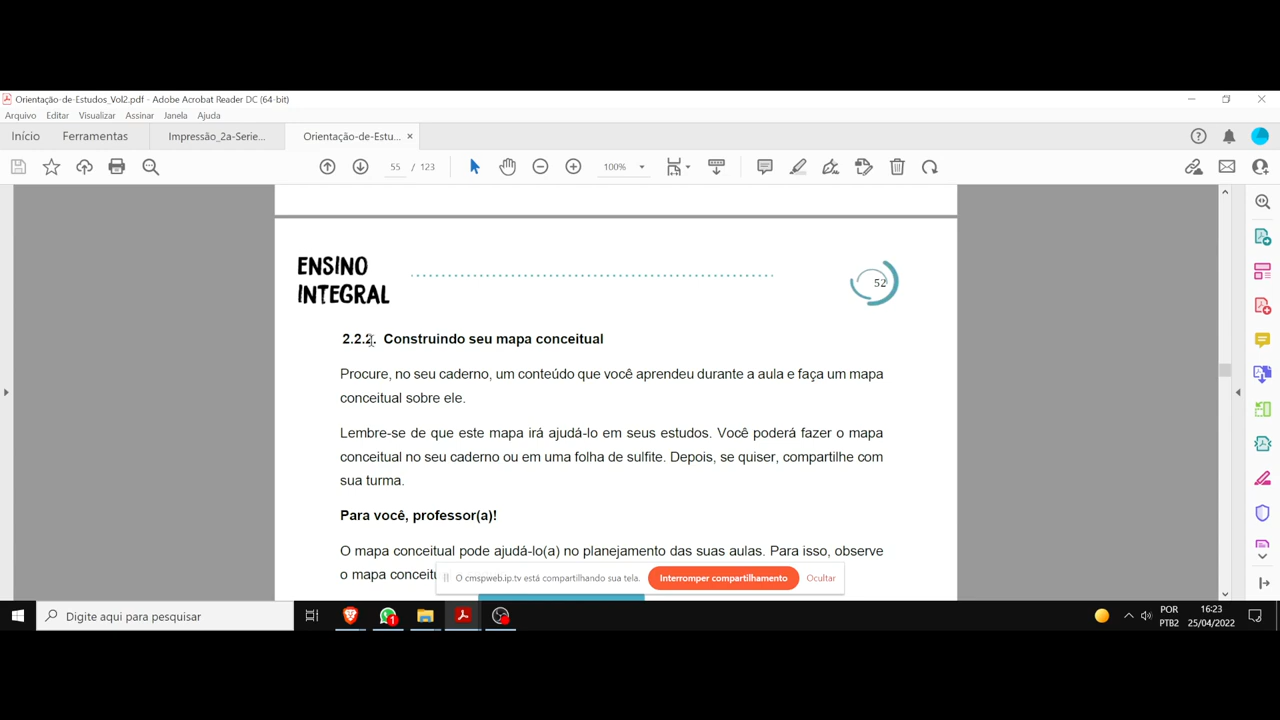 Orientação-de-Estudos_Vol2.pdf - Adobe Acrobat Reader DC (64-bit)
Arquivo Editar Visualizar Assinar Janela Ajuda
Início Ferramentas Impressão_2a-Serie... Orientação-de-Estu... ×
55 / 123 100%
ENSINO
INTEGRAL
52
2.2.2. Construindo seu mapa conceitual
Procure, no seu caderno, um conteúdo que você aprendeu durante a aula e faça um mapa
conceitual sobre ele.
Lembre-se de que este mapa irá ajudá-lo em seus estudos. Você poderá fazer o mapa
conceitual no seu caderno ou em uma folha de sulfite. Depois, se quiser, compartilhe com
sua turma.
Para você, professor(a)!
O mapa conceitual pode ajudá-lo(a) no planejamento das suas aulas. Para isso, observe
o mapa conceitu
O cmspweb.ip.tv está compartilhando sua tela. Interromper compartilhamento Ocultar
Digite aqui para pesquisar
1
POR
PTB2
16:23
25/04/2022